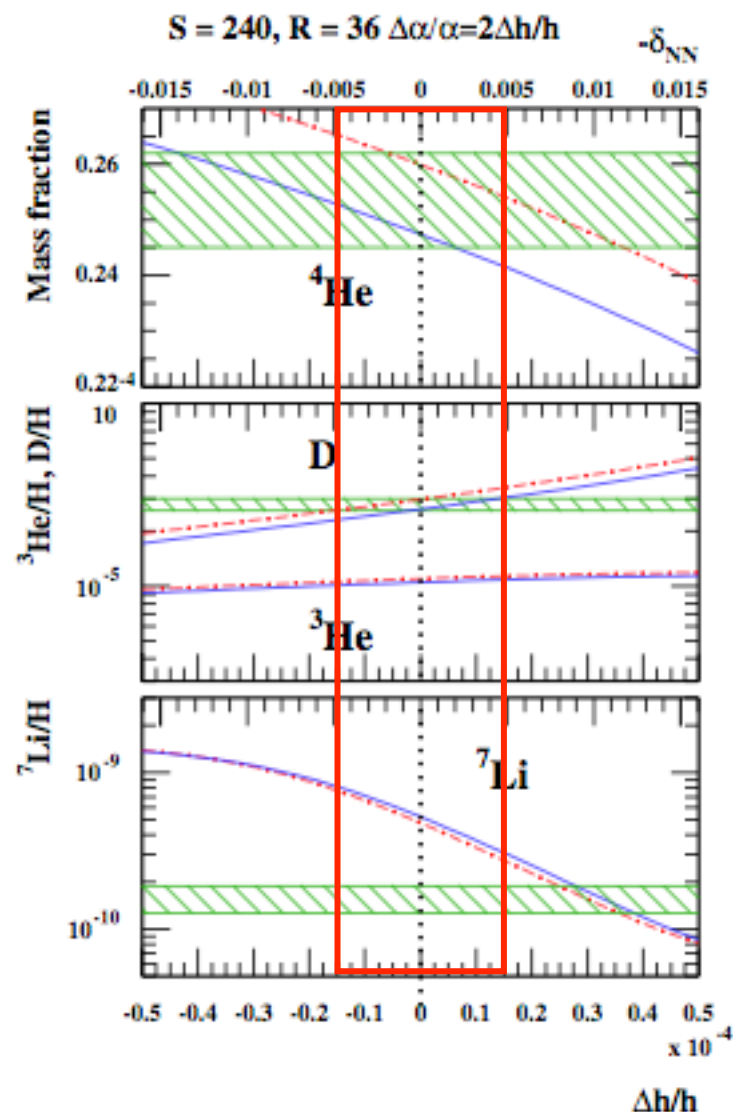 S = 240, R = 36 Δα/α=2Δh/h
-δNN
-0.015 -0.01 -0.005 0 0.005 0.01 0.015
Mass fraction
0.26
0.24
0.22
⁴He
-4
10
³He/H, D/H
D
10⁻⁵
³He
⁷Li/H
10⁻⁹
⁷Li
10⁻¹⁰
-0.5 -0.4 -0.3 -0.2 -0.1 0 0.1 0.2 0.3 0.4 0.5
x 10⁻⁴
Δh/h